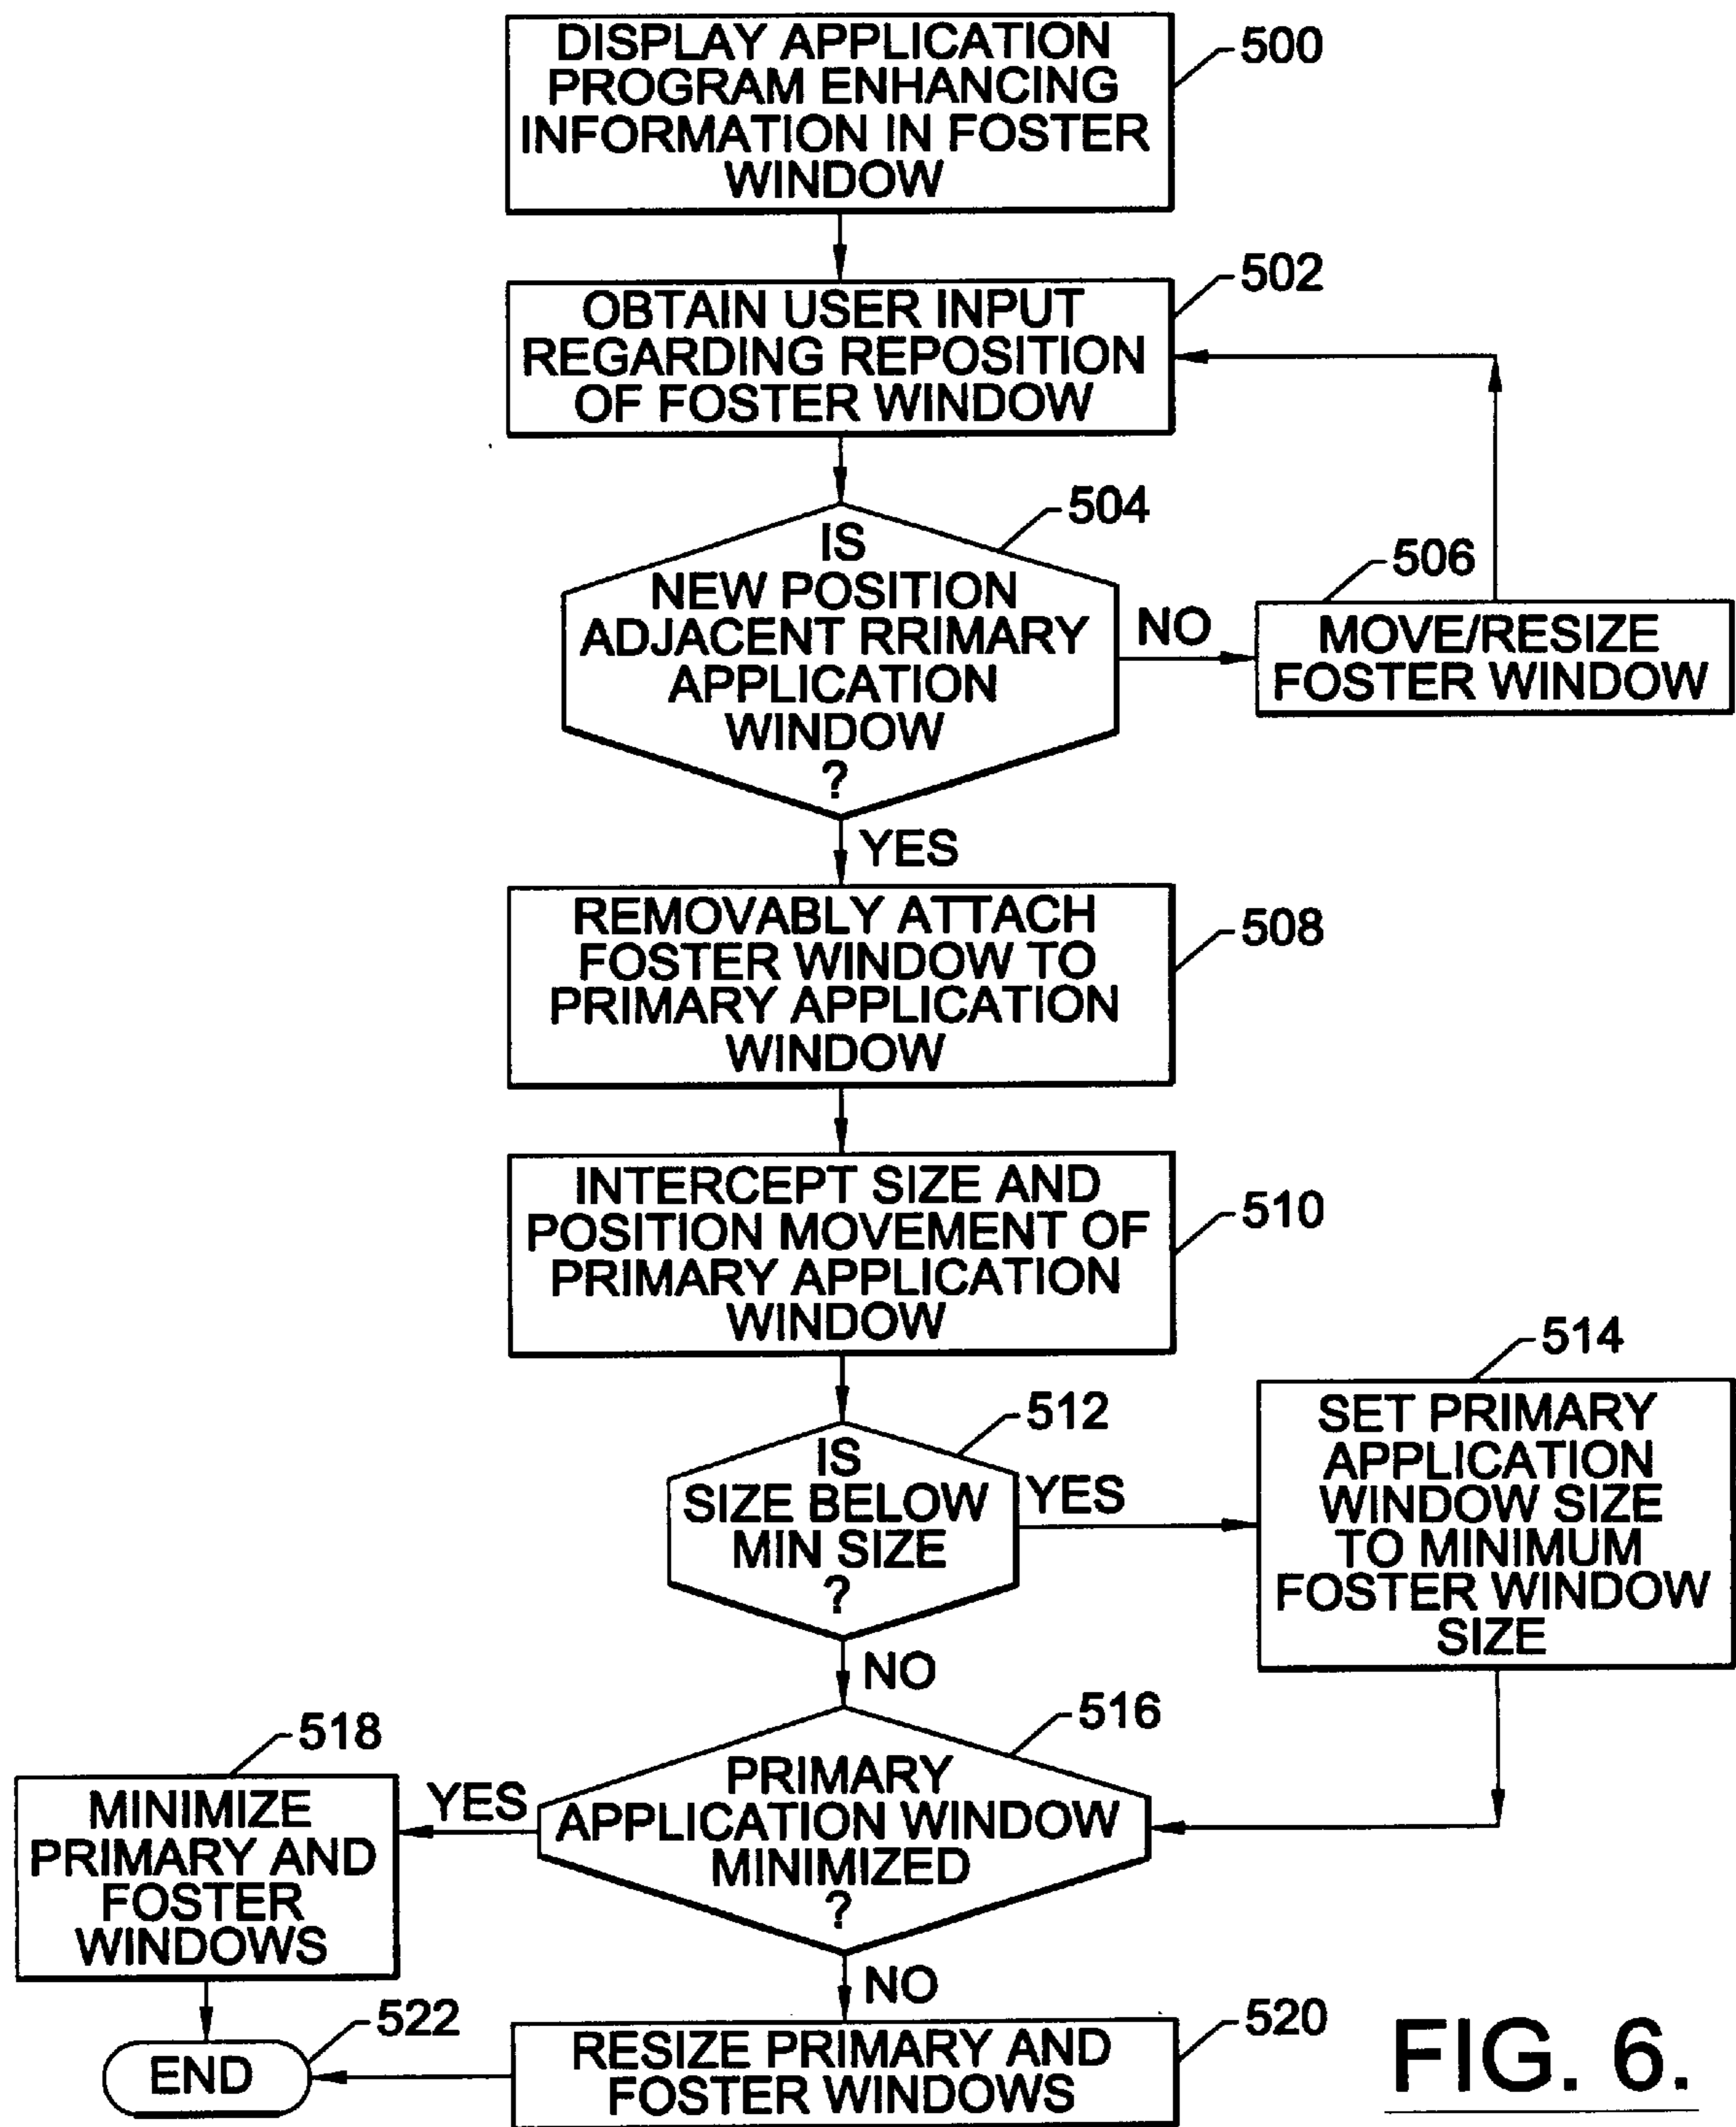 DISPLAY APPLICATION
PROGRAM ENHANCING
INFORMATION IN FOSTER
WINDOW
500
OBTAIN USER INPUT
REGARDING REPOSITION
OF FOSTER WINDOW
502
IS
NEW POSITION
ADJACENT RRIMARY
APPLICATION
WINDOW
?
504
NO
506
MOVE/RESIZE
FOSTER WINDOW
YES
REMOVABLY ATTACH
FOSTER WINDOW TO
PRIMARY APPLICATION
WINDOW
508
INTERCEPT SIZE AND
POSITION MOVEMENT OF
PRIMARY APPLICATION
WINDOW
510
IS
SIZE BELOW
MIN SIZE
?
512
YES
514
SET PRIMARY
APPLICATION
WINDOW SIZE
TO MINIMUM
FOSTER WINDOW
SIZE
NO
PRIMARY
APPLICATION WINDOW
MINIMIZED
?
516
YES
518
MINIMIZE
PRIMARY AND
FOSTER
WINDOWS
NO
RESIZE PRIMARY AND
FOSTER WINDOWS
520
END
522
FIG. 6.